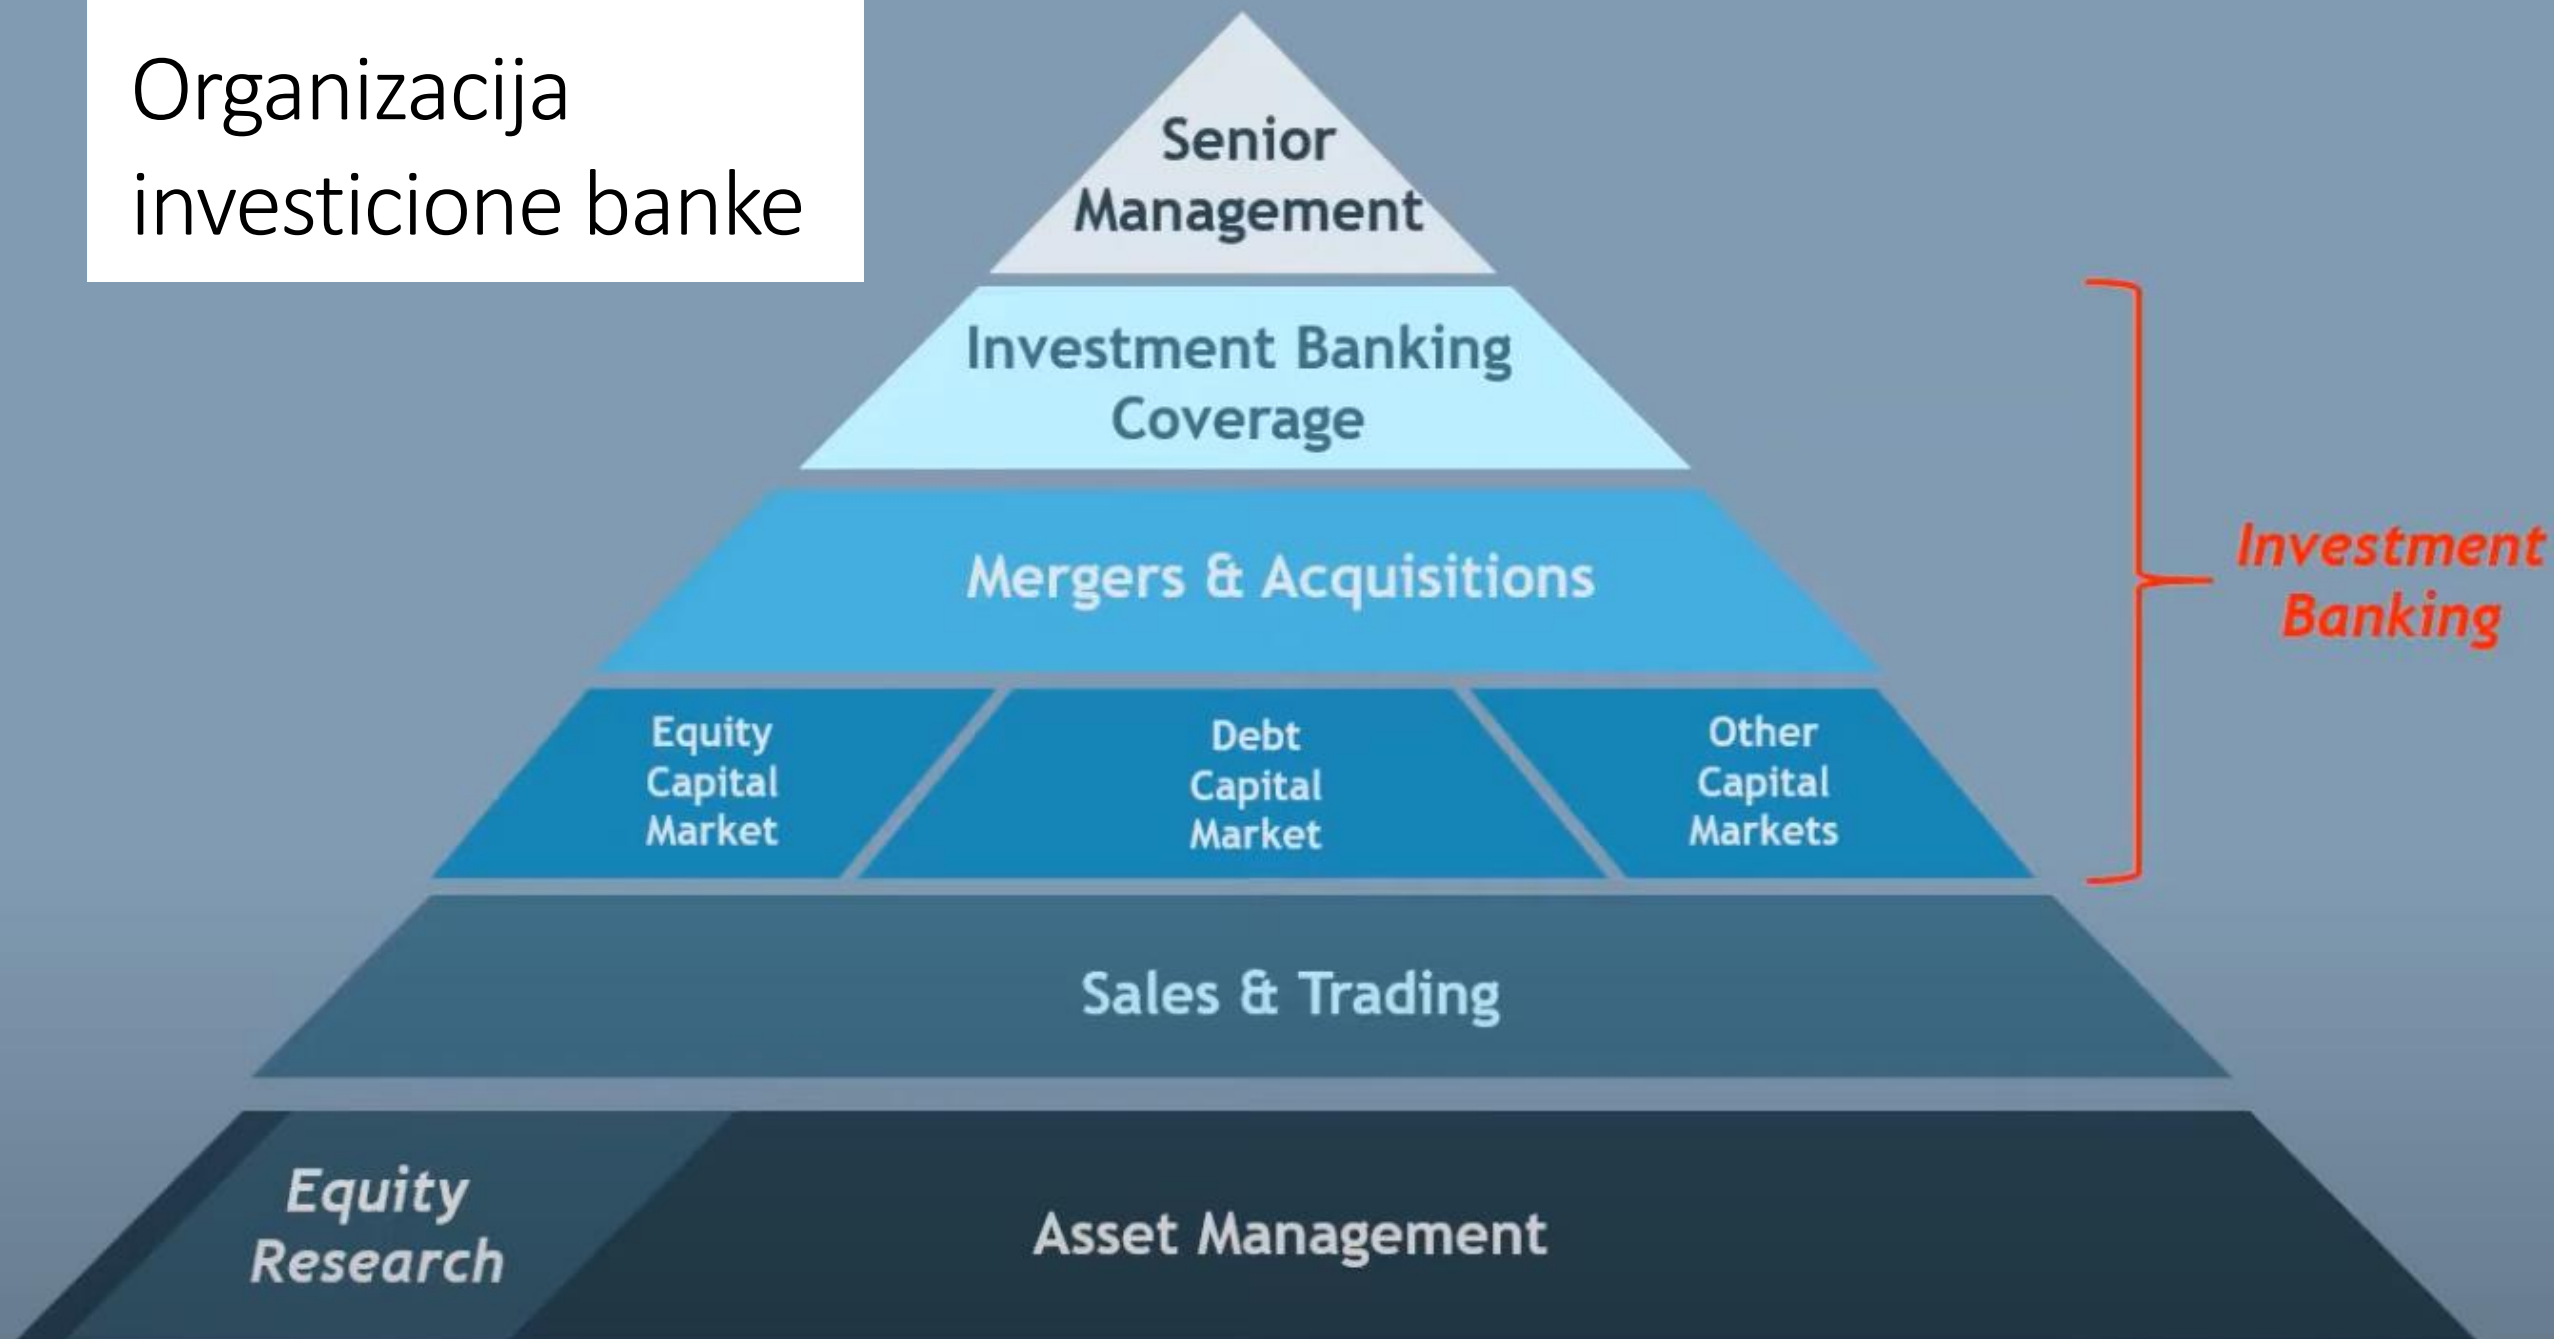 Organizacija
investicione banke
Senior
Management
Investment Banking
Coverage
Mergers & Acquisitions
Equity
Capital
Market
Debt
Capital
Market
Other
Capital
Markets
Investment
Banking
Sales & Trading
Equity
Research
Asset Management